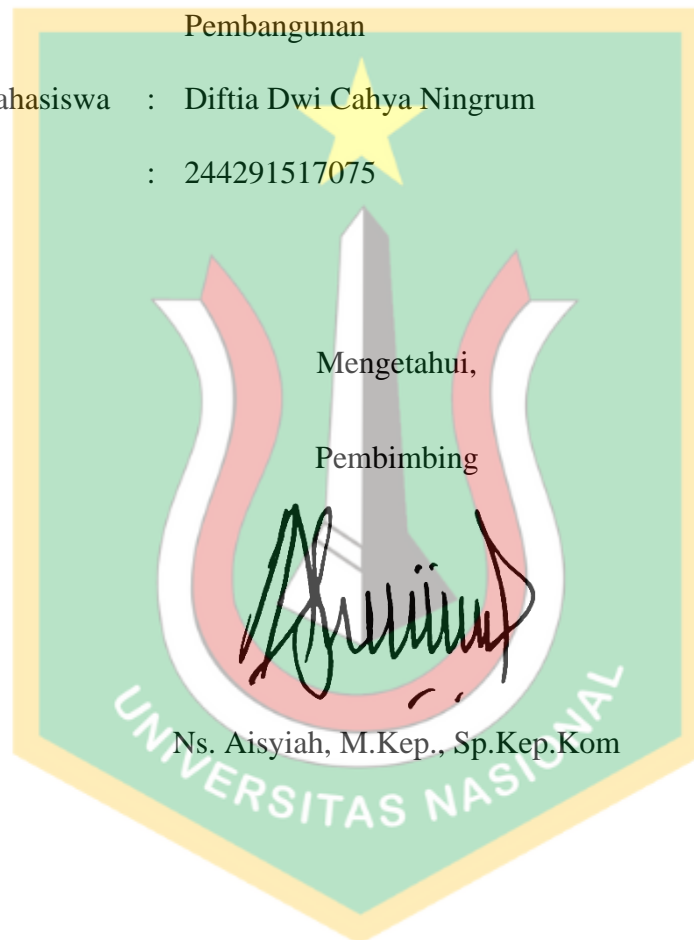 Pembangunan
ahasiswa : Diftia Dwi Cahya Ningrum
: 244291517075
Mengetahui,
Pembimbing
Ns. Aisyiah, M.Kep., Sp.Kep.Kom
UNIVERSITAS NASIONAL